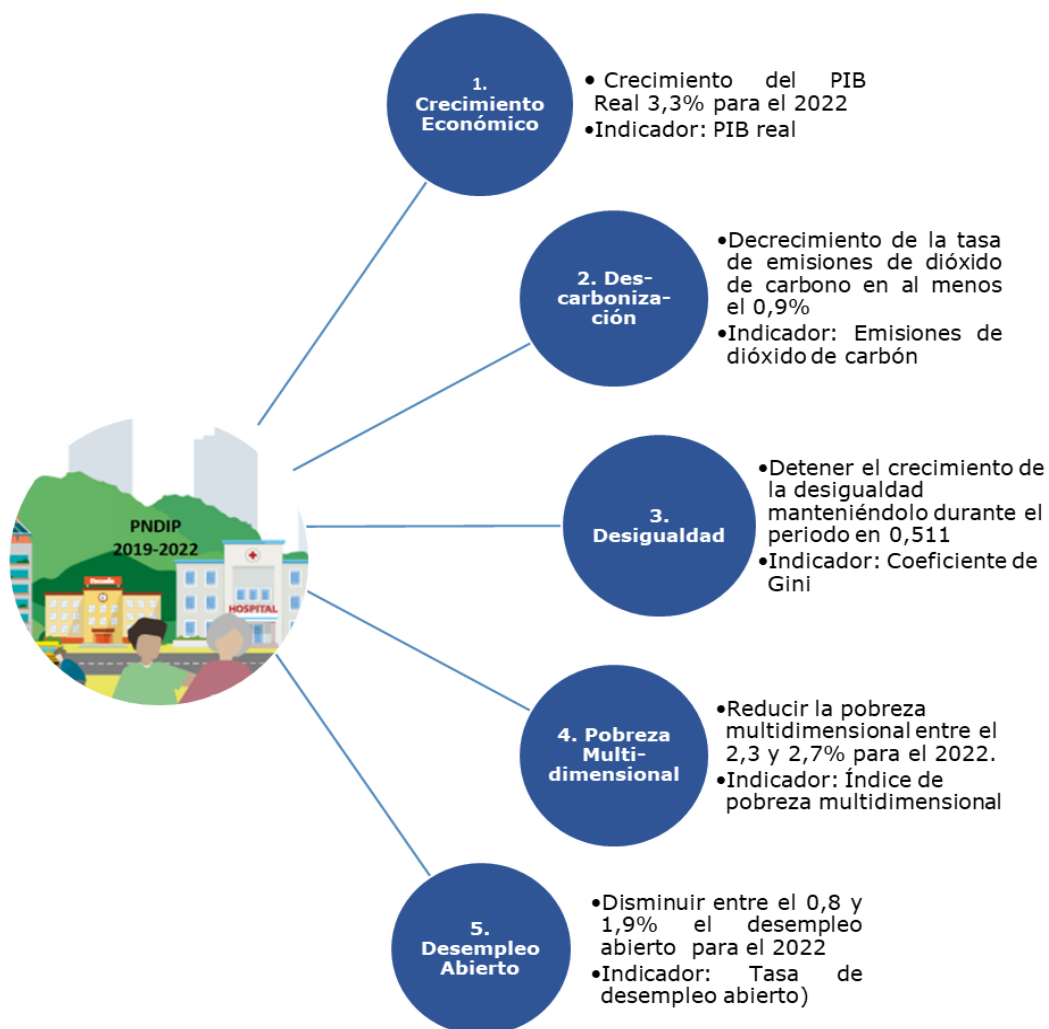 1.
Crecimiento
Económico
• Crecimiento del PIB
Real 3,3% para el 2022
•Indicador: PIB real
2. Des-
carboniza-
ción
•Decrecimiento de la tasa
de emisiones de dióxido
de carbono en al menos
el 0,9%
•Indicador: Emisiones de
dióxido de carbón
PNDIP
2019-2022
Escuela
HOSPITAL
3.
Desigualdad
•Detener el crecimiento de
la desigualdad
manteniéndolo durante el
periodo en 0,511
•Indicador: Coeficiente de
Gini
4. Pobreza
Multi-
dimensional
•Reducir la pobreza
multidimensional entre el
2,3 y 2,7% para el 2022.
•Indicador: Índice de
pobreza multidimensional
5.
Desempleo
Abierto
•Disminuir entre el 0,8 y
1,9% el desempleo
abierto para el 2022
•Indicador: Tasa de
desempleo abierto)